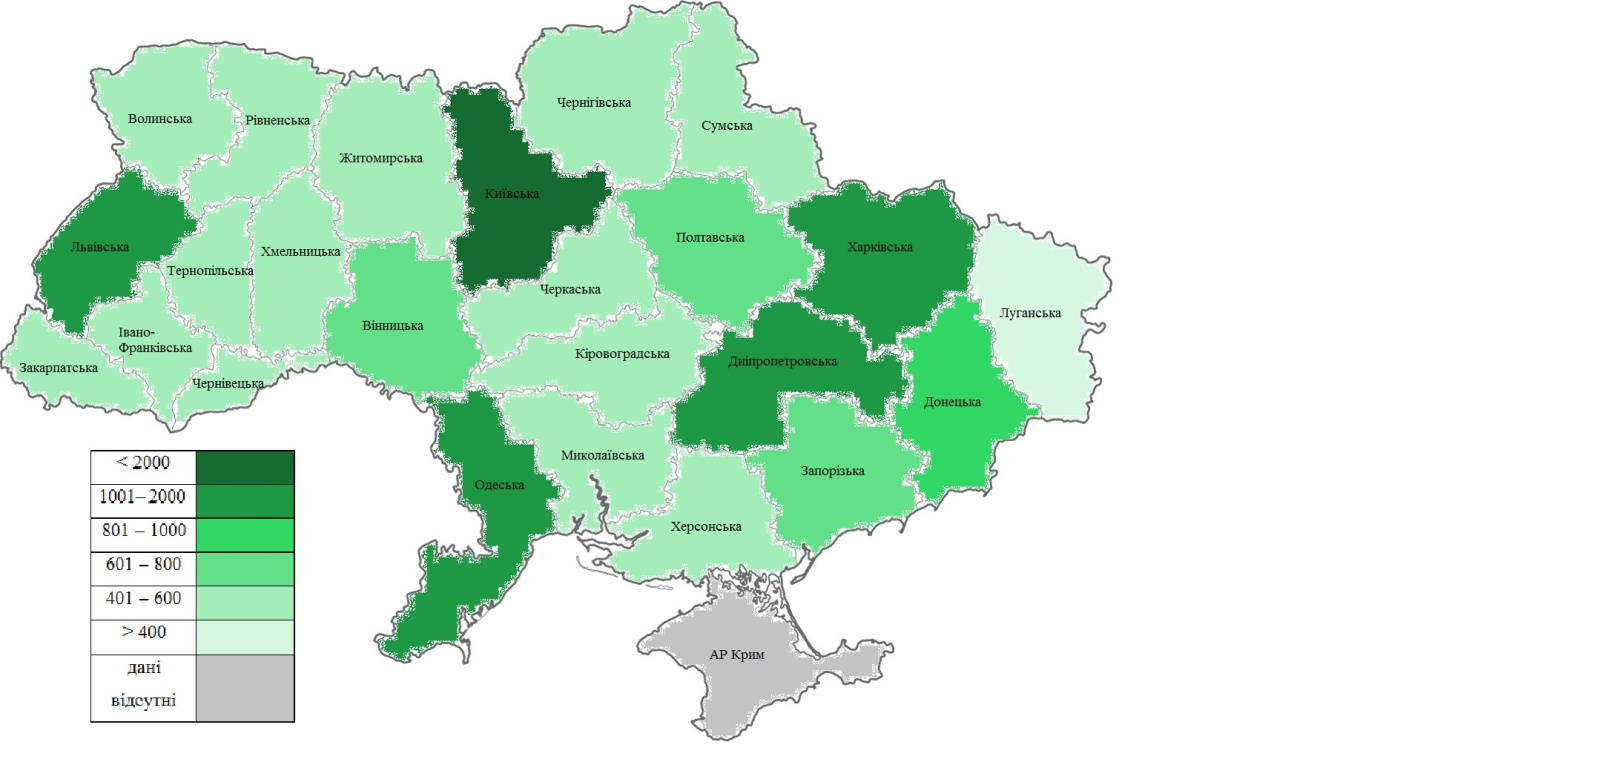 Чернігівська
Волинська
Рівненська
Сумська
Житомирська
Київська
Львівська
Полтавська
Харківська
Хмельницька
Тернопільська
Черкаська
Луганська
Вінницька
Івано-
Франківська
Кіровоградська
Дніпропетровська
Закарпатська
Чернівецька
Донецька
Миколаївська
Запорізька
Одеська
Херсонська
АР Крим
< 2000
1001–2000
801 – 1000
601 – 800
401 – 600
> 400
дані
відсутні